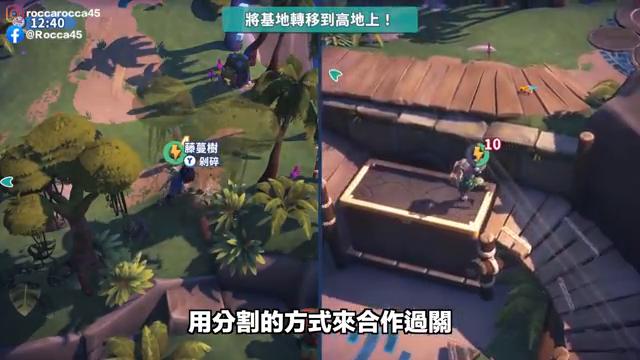 roccarocca45
12:40
@Rocca45
將基地轉移到高地上！
4
藤蔓樹
Y 剁碎
10
用分割的方式來合作過關